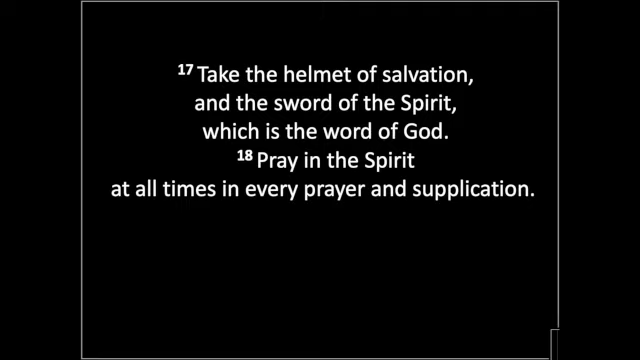 17 Take the helmet of salvation,
and the sword of the Spirit,
which is the word of God.
18 Pray in the Spirit
at all times in every prayer and supplication.